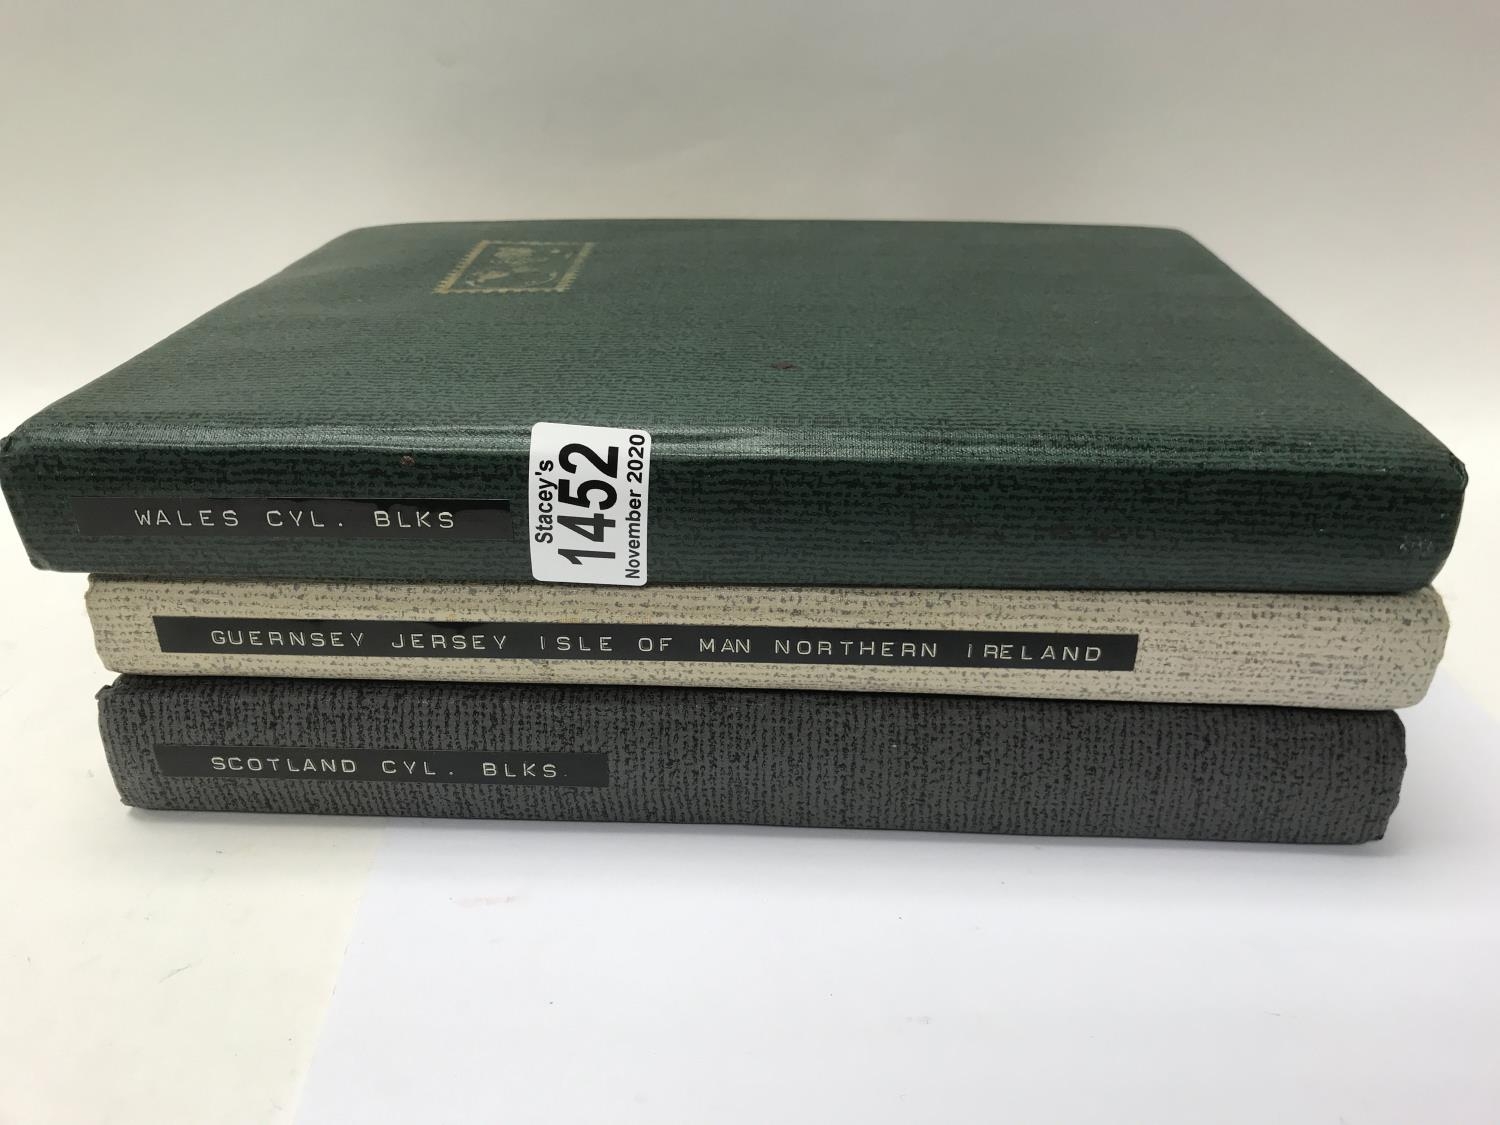 WALES CYL. BLKS
Stacey's
1452
November 2020
GUERNSEY JERSEY ISLE OF MAN NORTHERN IRELAND
SCOTLAND CYL. BLKS.